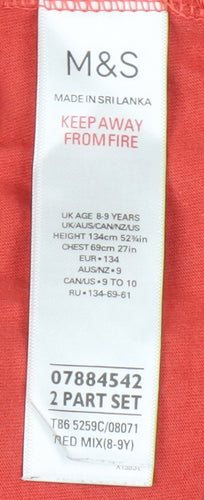 M&S
MADE IN SRI LANKA
KEEP AWAY
FROM FIRE
UK AGE 8-9 YEARS
UK/AUS/CAN/NZ/US
HEIGHT 134cm 52¾in
CHEST 69cm 27in
EUR • 134
AUS/NZ • 9
CAN/US • 9 TO 10
RU • 134-69-61
07884542
2 PART SET
T86 5259C/08071
RED MIX(8-9Y)